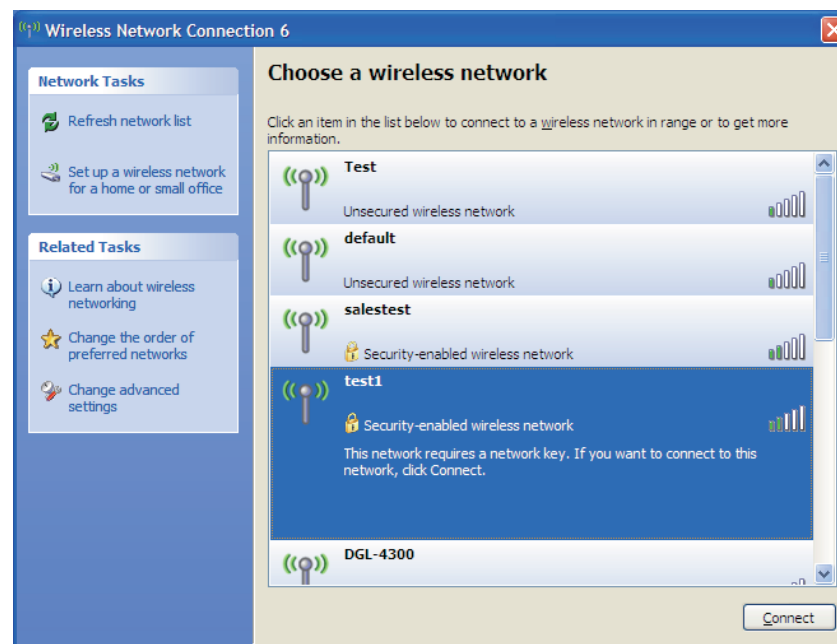 Wireless Network Connection 6
Network Tasks
Refresh network list
Set up a wireless network
for a home or small office
Related Tasks
Learn about wireless
networking
Change the order of
preferred networks
Change advanced
settings
Choose a wireless network
Click an item in the list below to connect to a wireless network in range or to get more
information.
Test
Unsecured wireless network
default
Unsecured wireless network
salestest
Security-enabled wireless network
test1
Security-enabled wireless network
This network requires a network key. If you want to connect to this
network, click Connect.
DGL-4300
Connect